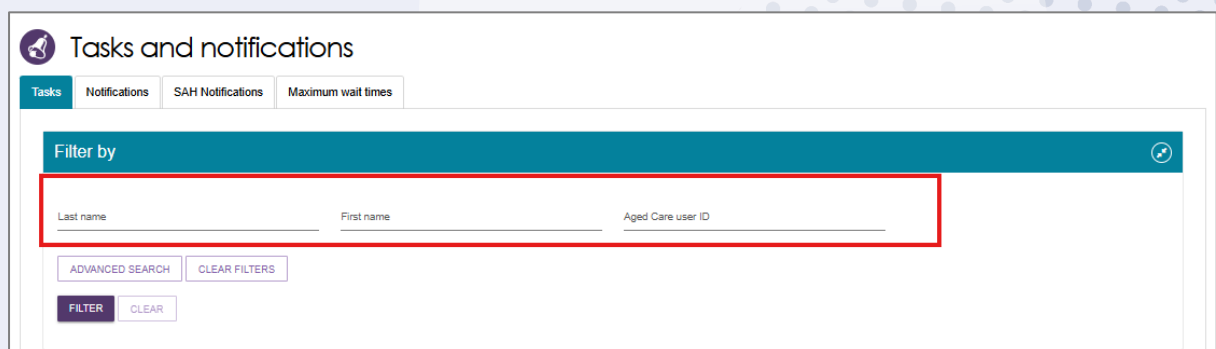 Tasks and notifications
Tasks Notifications SAH Notifications Maximum wait times
Filter by
Last name First name Aged Care user ID
ADVANCED SEARCH CLEAR FILTERS
FILTER CLEAR